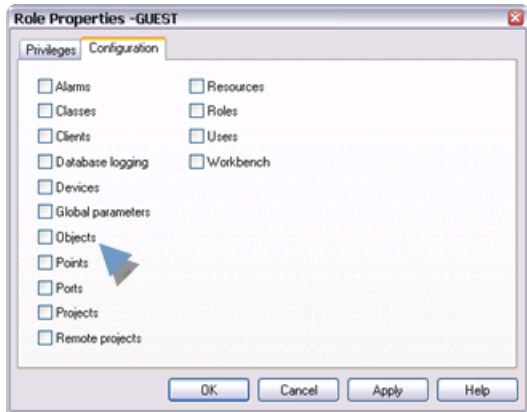 Role Properties -GUEST
Privileges Configuration
Alarms
Classes
Clients
Database logging
Devices
Global parameters
Objects
Points
Ports
Projects
Remote projects
Resources
Roles
Users
Workbench
OK Cancel Apply Help